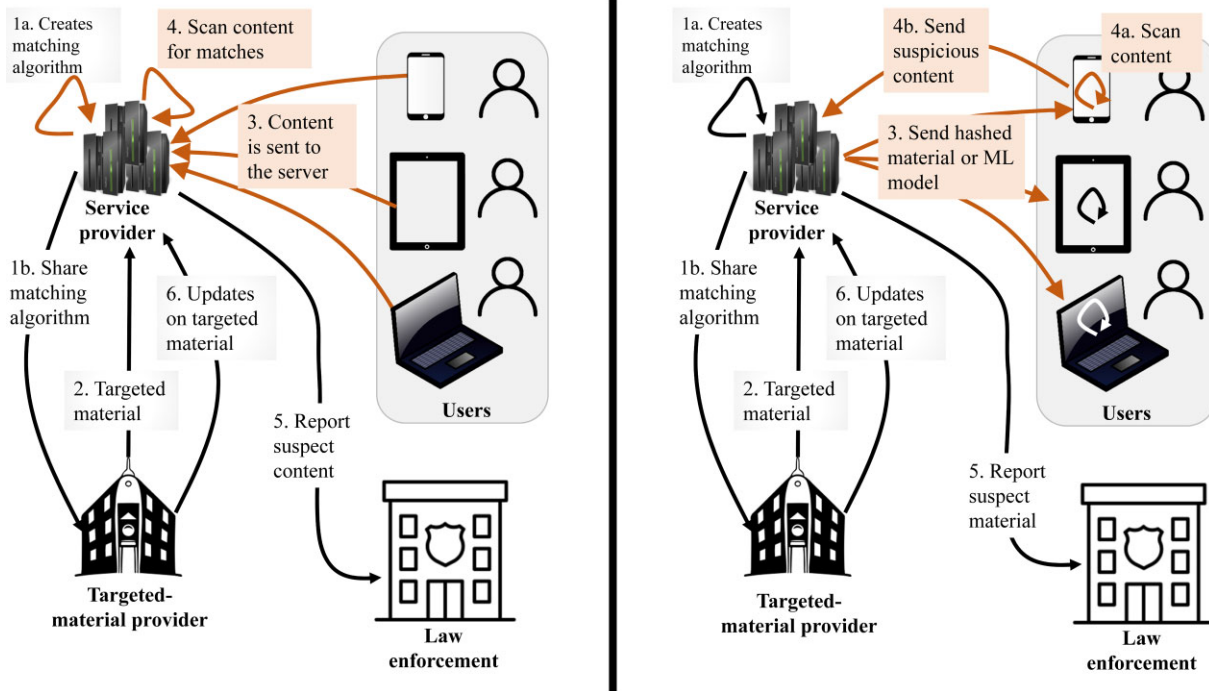 1a. Creates
matching
algorithm
4. Scan content
for matches
3. Content
is sent to
the server
Service
provider
1b. Share
matching
algorithm
6. Updates
on targeted
material
2. Targeted
material
Users
5. Report
suspect
content
Targeted-
material provider
Law
enforcement
1a. Creates
matching
algorithm
4b. Send
suspicious
content
4a. Scan
content
3. Send hashed
material or ML
model
Service
provider
1b. Share
matching
algorithm
6. Updates
on targeted
material
2. Targeted
material
Users
5. Report
suspect
material
Targeted-
material provider
Law
enforcement